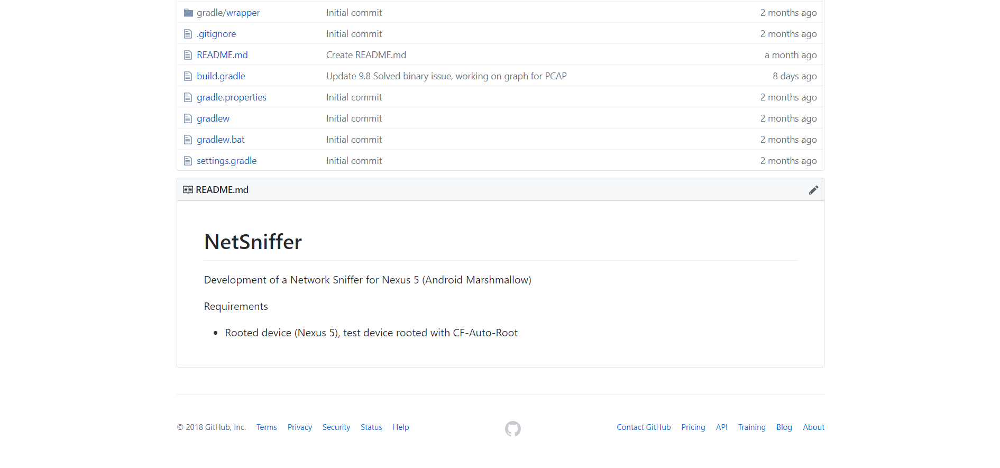 gradle/wrapper Initial commit 2 months ago
.gitignore Initial commit 2 months ago
README.md Create README.md a month ago
build.gradle Update 9.8 Solved binary issue, working on graph for PCAP 8 days ago
gradle.properties Initial commit 2 months ago
gradlew Initial commit 2 months ago
gradlew.bat Initial commit 2 months ago
settings.gradle Initial commit 2 months ago
README.md
NetSniffer
Development of a Network Sniffer for Nexus 5 (Android Marshmallow)
Requirements
• Rooted device (Nexus 5), test device rooted with CF-Auto-Root
© 2018 GitHub, Inc. Terms Privacy Security Status Help Contact GitHub Pricing API Training Blog About